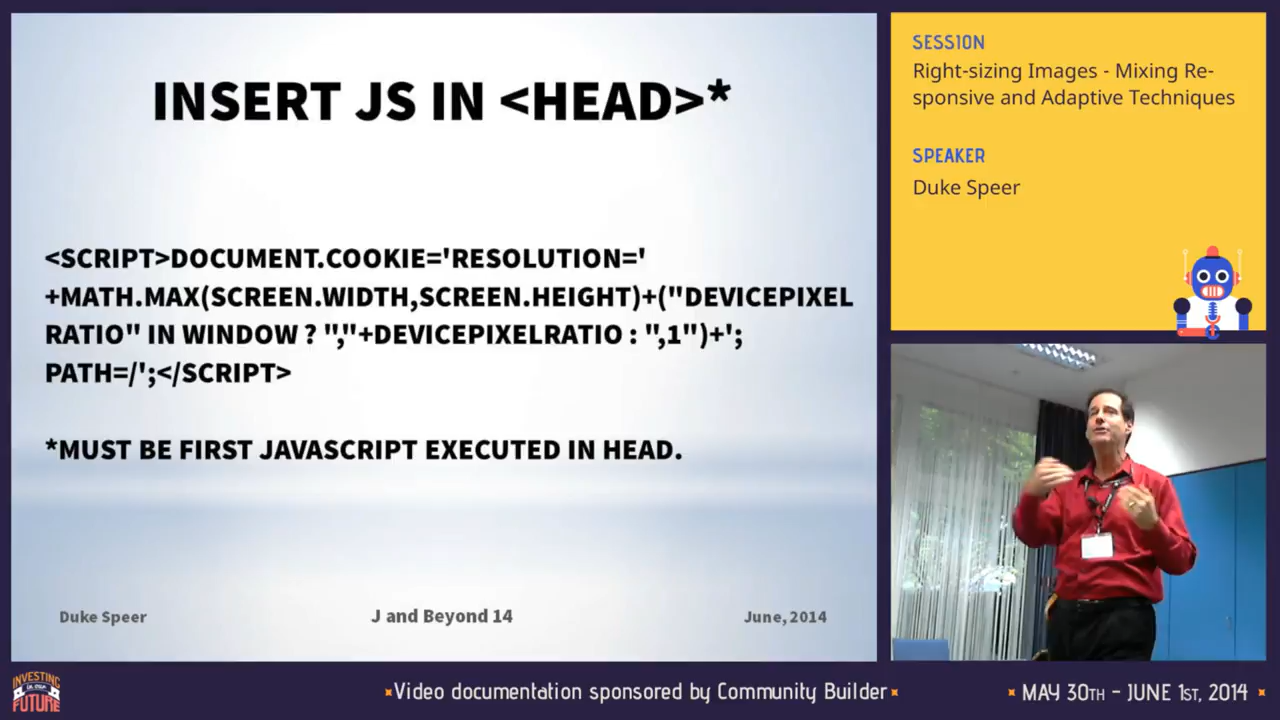 INSERT JS IN <HEAD>*
<SCRIPT>DOCUMENT.COOKIE='RESOLUTION='
+MATH.MAX(SCREEN.WIDTH,SCREEN.HEIGHT)+("DEVICEPIXEL
RATIO" IN WINDOW ? ","+DEVICEPIXELRATIO : ",1")+';
PATH=/';</SCRIPT>
*MUST BE FIRST JAVASCRIPT EXECUTED IN HEAD.
Duke Speer
J and Beyond 14
June, 2014
SESSION
Right-sizing Images - Mixing Re-
sponsive and Adaptive Techniques
SPEAKER
Duke Speer
INVESTING
IN OUR
FUTURE
Video documentation sponsored by Community Builder
MAY 30TH - JUNE 1ST, 2014